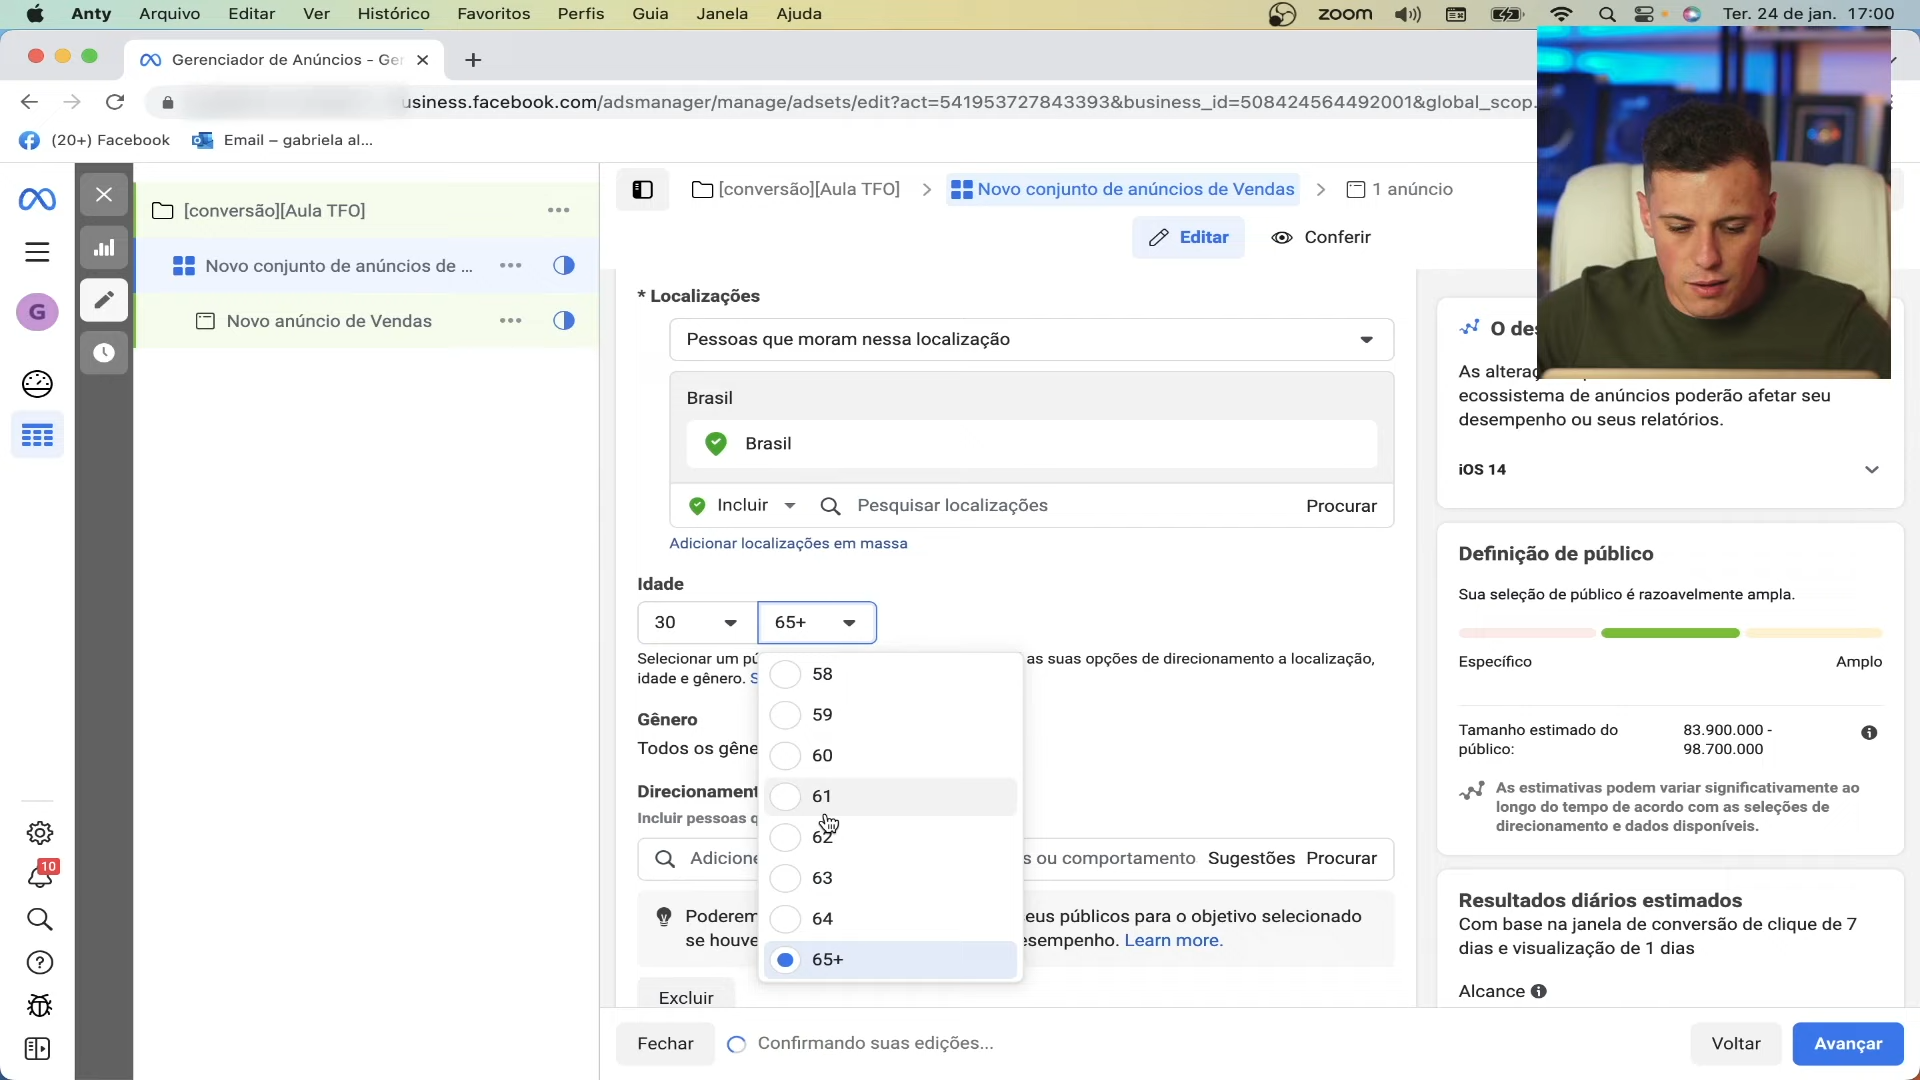 Anty Arquivo Editar Ver Histórico Favoritos Perfis Guia Janela Ajuda
zoom Ter. 24 de jan. 17:00
Gerenciador de Anúncios - Ger
usiness.facebook.com/adsmanager/manage/adsets/edit?act=541953727843393&business_id=508424564492001&global_scop.
(20+) Facebook Email – gabriela al...
[conversão][Aula TFO]
Novo conjunto de anúncios de ...
Novo anúncio de Vendas
G
10
[conversão][Aula TFO] > Novo conjunto de anúncios de Vendas > 1 anúncio
Editar Conferir
* Localizações
Pessoas que moram nessa localização
Brasil
Brasil
Incluir Pesquisar localizações Procurar
Adicionar localizações em massa
Idade
30 65+
Selecionar um pú as suas opções de direcionamento a localização,
idade e gênero. S
Gênero
Todos os gêne
Direcionament
Incluir pessoas q
Adicione s ou comportamento Sugestões Procurar
Poderem eus públicos para o objetivo selecionado
se houve esempenho. Learn more.
Excluir
58
59
60
61
62
63
64
65+
Fechar Confirmando suas edições...
Voltar Avançar
O des
As alteraç
ecossistema de anúncios poderão afetar seu
desempenho ou seus relatórios.
iOS 14
Definição de público
Sua seleção de público é razoavelmente ampla.
Específico Amplo
Tamanho estimado do 83.900.000 -
público: 98.700.000
As estimativas podem variar significativamente ao
longo do tempo de acordo com as seleções de
direcionamento e dados disponíveis.
Resultados diários estimados
Com base na janela de conversão de clique de 7
dias e visualização de 1 dias
Alcance